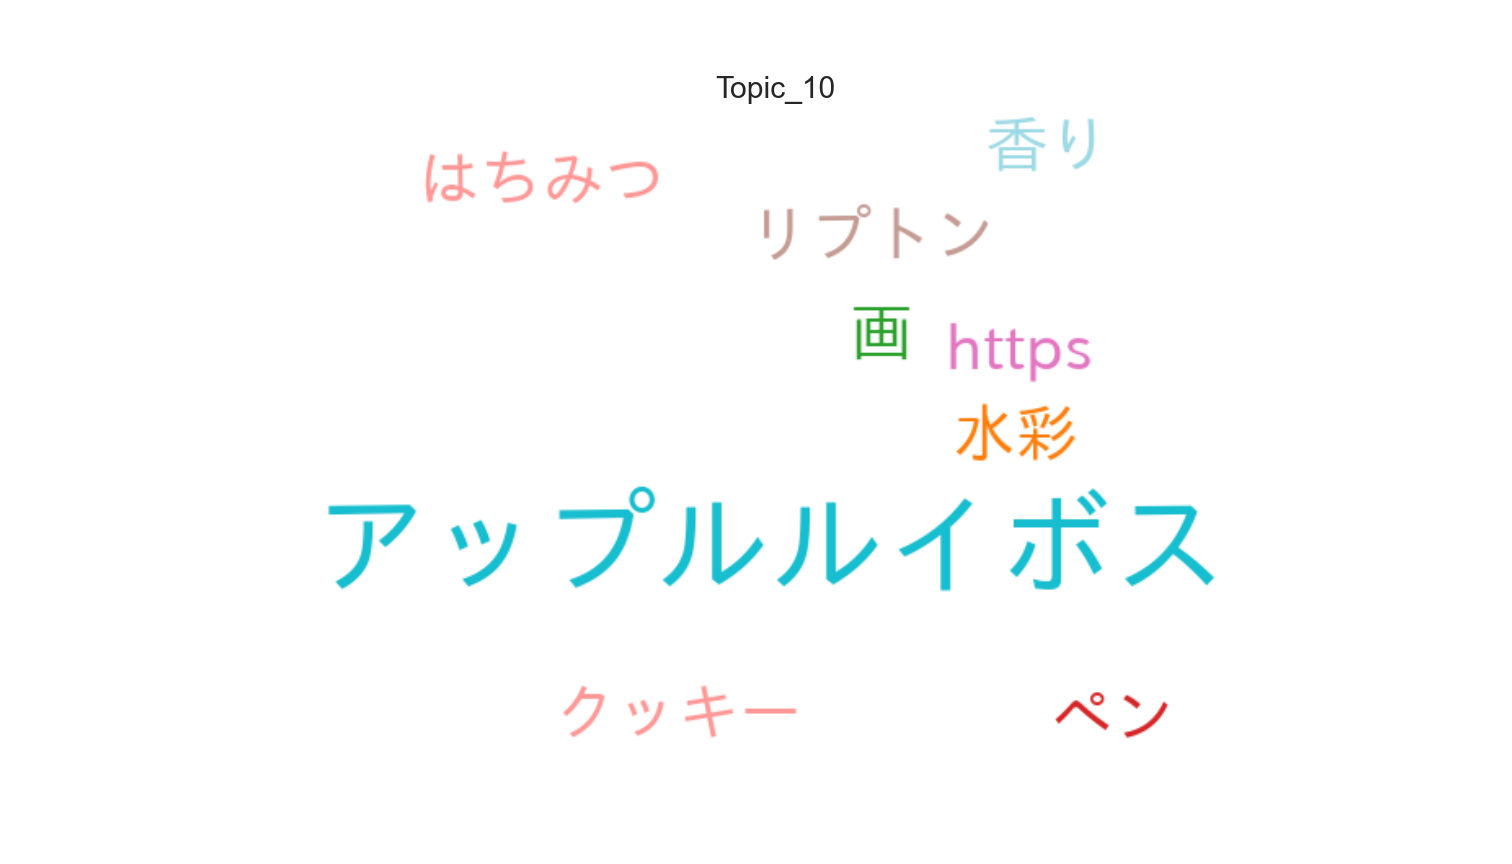 Topic_10
香り
はちみつ
リプトン
画
https
水彩
アップルルイボス
クッキー
ペン